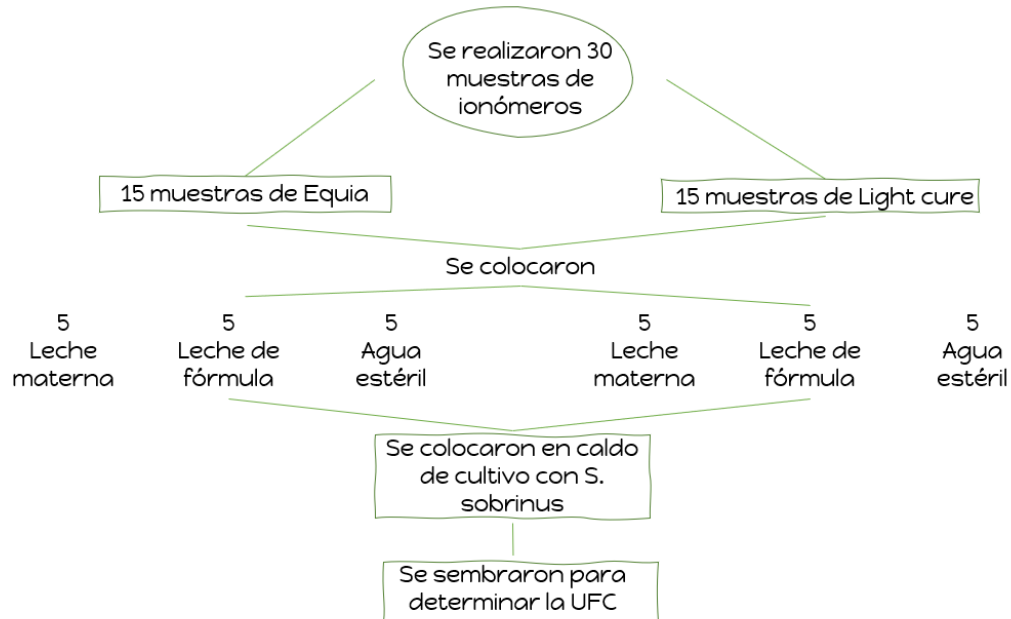 Se realizaron 30
muestras de
ionómeros
15 muestras de Equia
15 muestras de Light cure
Se colocaron
5
Leche
materna
5
Leche de
fórmula
5
Agua
estéril
5
Leche
materna
5
Leche de
fórmula
5
Agua
estéril
Se colocaron en caldo
de cultivo con S.
sobrinus
Se sembraron para
determinar la UFC